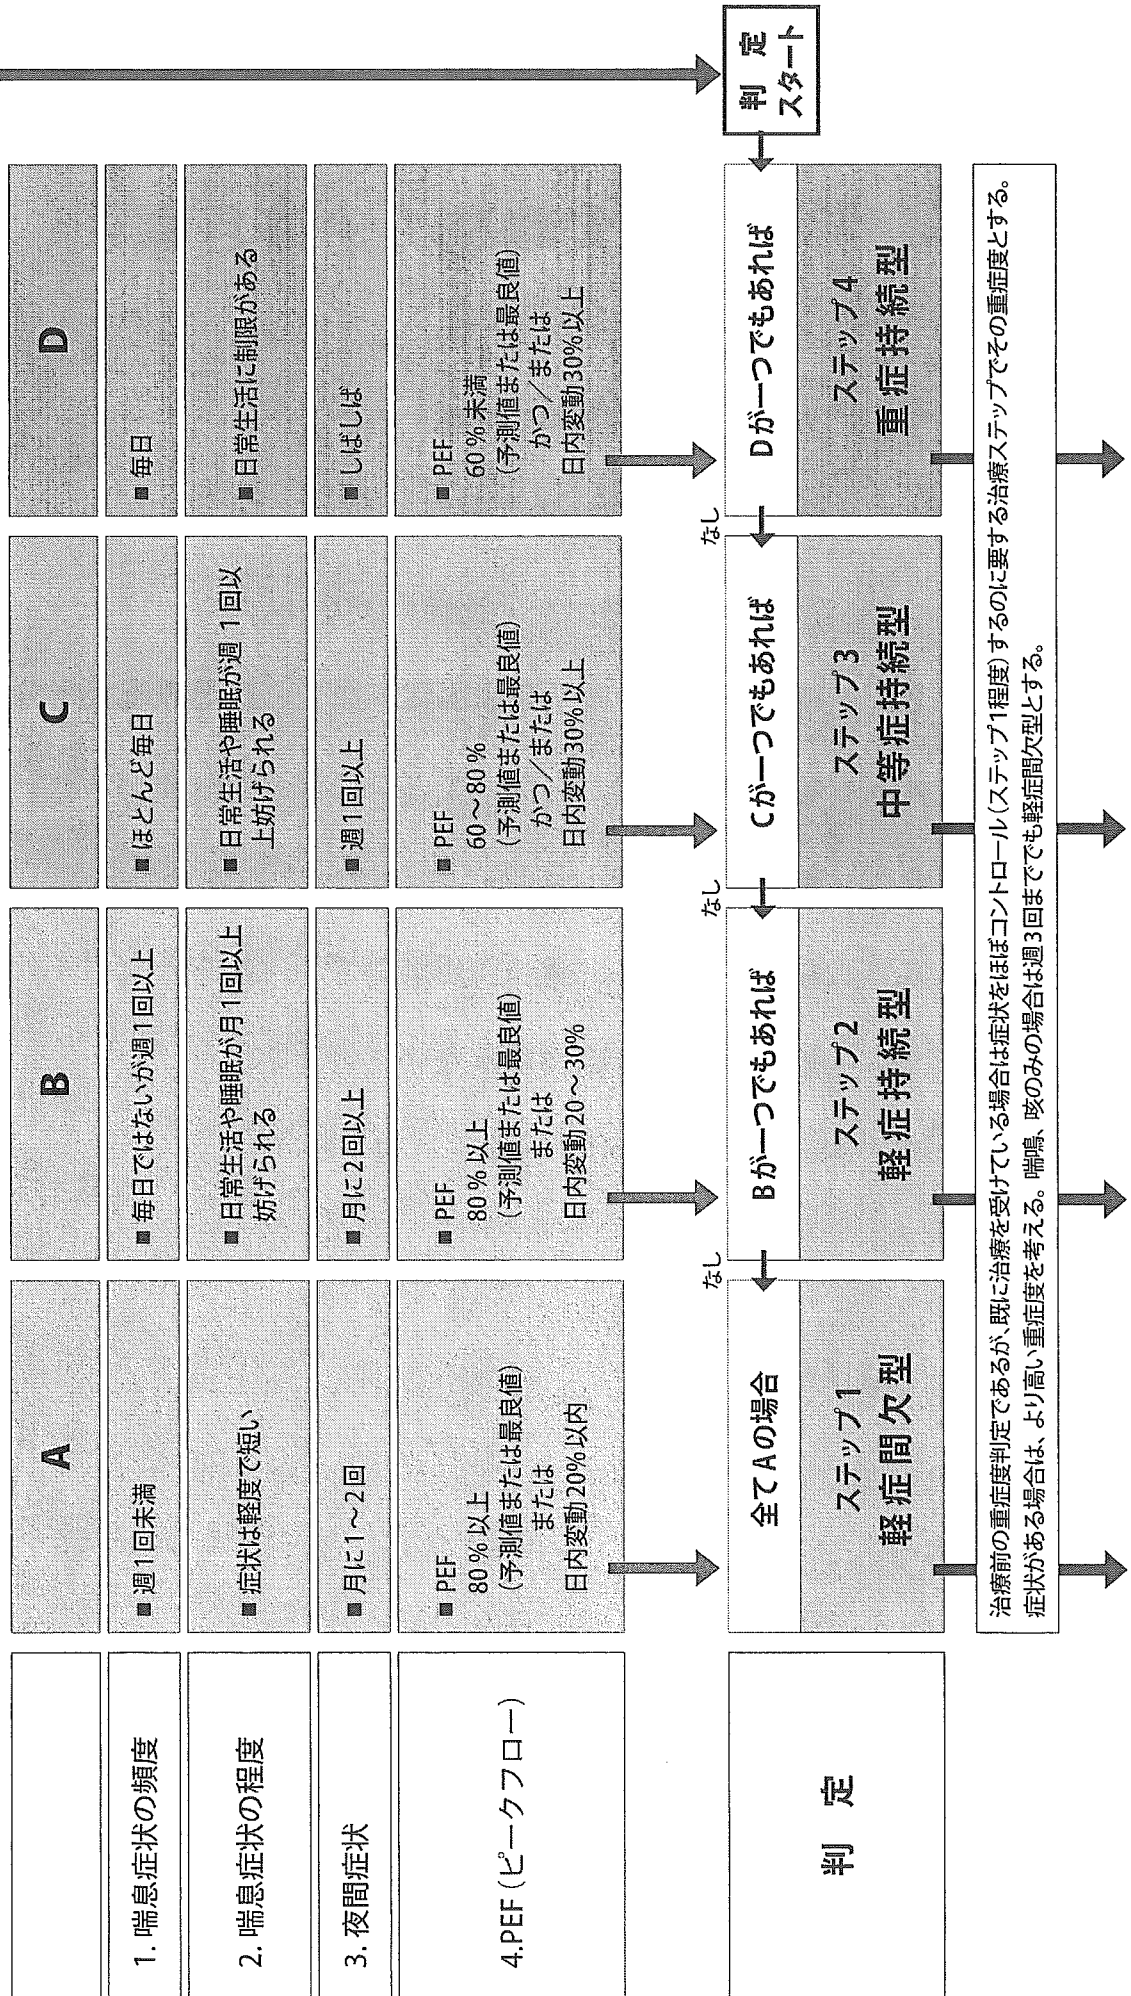 A
B
C
D
1. 喘息症状の頻度
■ 週1回未満
■ 毎日ではないが週1回以上
■ ほとんど毎日
■ 毎日
2. 喘息症状の程度
■ 症状は軽度で短い
■ 日常生活や睡眠が月1回以上
妨げられる
■ 日常生活や睡眠が週1回以
上妨げられる
■ 日常生活に制限がある
3. 夜間症状
■ 月に1〜2回
■ 月に2回以上
■ 週1回以上
■ しばしば
4.PEF(ピークフロー)
■ PEF
80%以上
(予測値または最良値)
または
日内変動20%以内
■ PEF
80%以上
(予測値または最良値)
または
日内変動20〜30%
■ PEF
60〜80%
(予測値または最良値)
かつ/または
日内変動30%以上
■ PEF
60%未満
(予測値または最良値)
かつ/または
日内変動30%以上
判 定
全てAの場合
なし
Bが一つでもあれば
なし
Cが一つでもあれば
なし
Dが一つでもあれば
判 定
スタート
ステップ1
軽症間欠型
ステップ2
軽症持続型
ステップ3
中等症持続型
ステップ4
重症持続型
治療前の重症度判定であるが、既に治療を受けている場合は症状をほぼコントロール(ステップ1程度)するのに要する治療ステップでその重症度とする。
症状がある場合は、より高い重症度を考える。喘鳴、咳のみの場合は週3回まででも軽症間欠型とする。